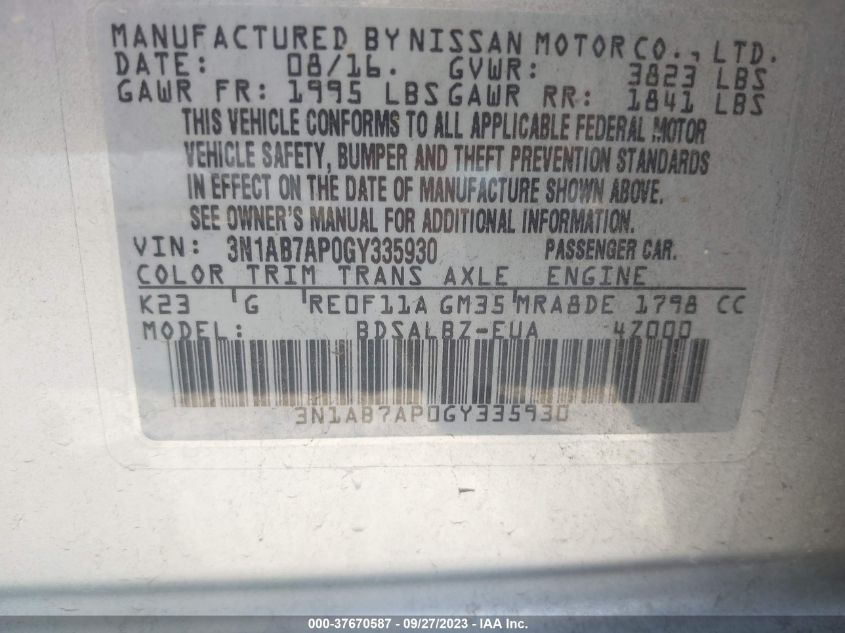 MANUFACTURED BY NISSAN MOTOR CO., LTD.
DATE: 08/16. GVWR: 3823 LBS
GAWR FR: 1995 LBS GAWR RR: 1841 LBS
THIS VEHICLE CONFORMS TO ALL APPLICABLE FEDERAL MOTOR
VEHICLE SAFETY, BUMPER AND THEFT PREVENTION STANDARDS
IN EFFECT ON THE DATE OF MANUFACTURE SHOWN ABOVE.
SEE OWNER'S MANUAL FOR ADDITIONAL INFORMATION.
VIN: 3N1AB7AP0GY335930 PASSENGER CAR.
COLOR TRIM TRANS AXLE ENGINE
K23 'G RE0F11A GM35'MRA8DE 1798 CC
MODEL: BDSALBZ-EUA 4Z000
3N1AB7AP0GY335930
000-37670587 - 09/27/2023 - IAA Inc.